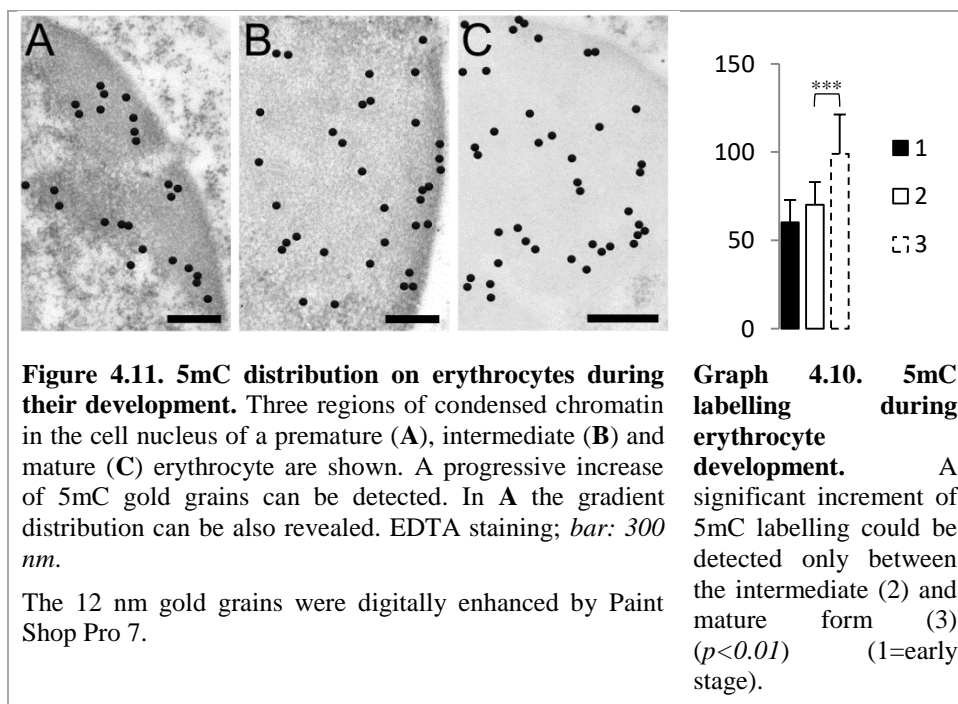 A
B
C
150
100
50
0
***
1
2
3
Figure 4.11. 5mC distribution on erythrocytes during
their development. Three regions of condensed chromatin
in the cell nucleus of a premature (A), intermediate (B) and
mature (C) erythrocyte are shown. A progressive increase
of 5mC gold grains can be detected. In A the gradient
distribution can be also revealed. EDTA staining; bar: 300
nm.
The 12 nm gold grains were digitally enhanced by Paint
Shop Pro 7.
Graph 4.10. 5mC
labelling during
erythrocyte
development. A
significant increment of
5mC labelling could be
detected only between
the intermediate (2) and
mature form (3)
(p<0.01) (1=early
stage).